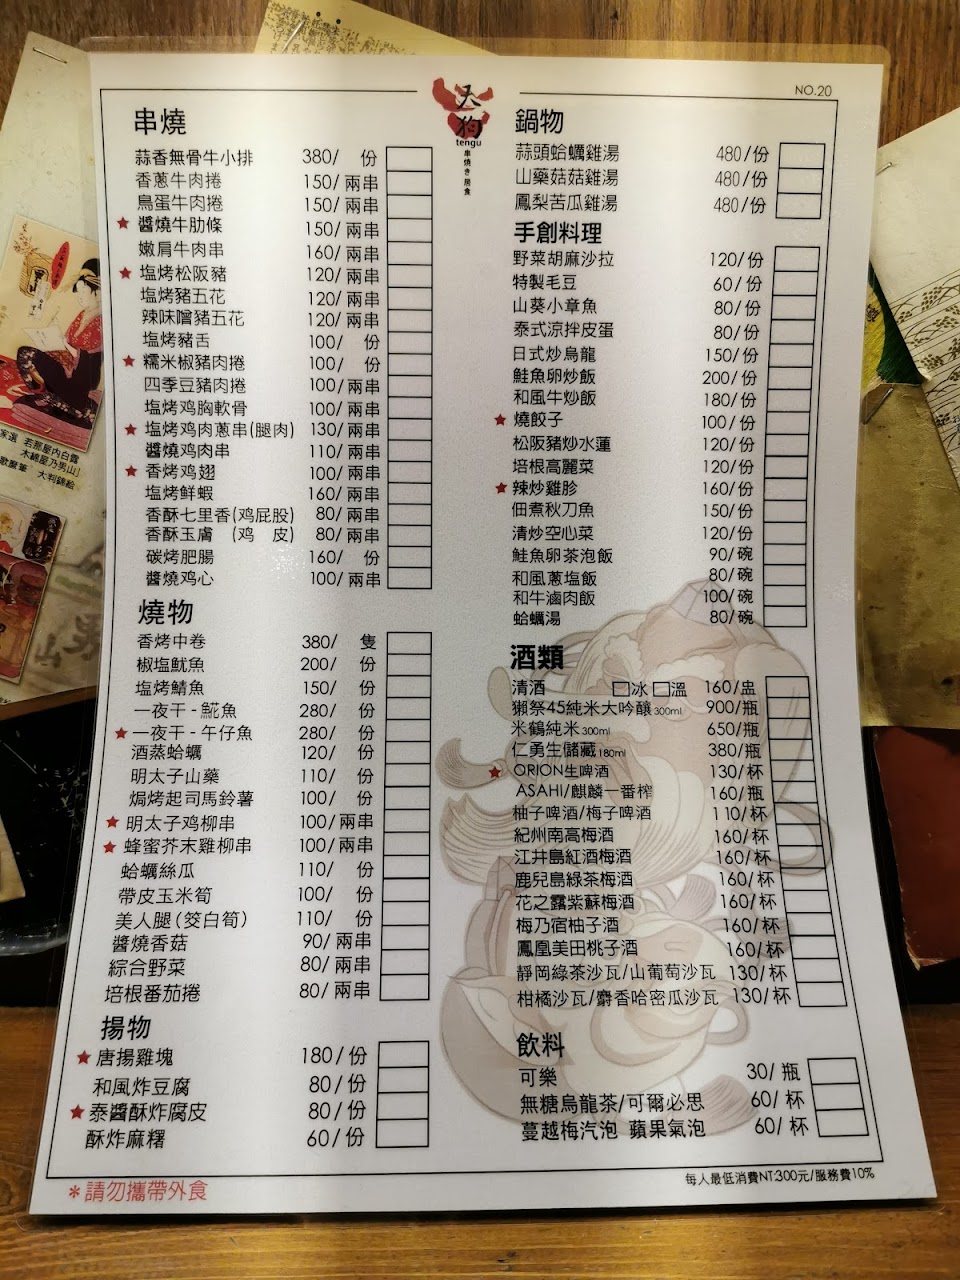 NO.20
天狗
tengu
串燒き居食
串燒
蒜香無骨牛小排 380/ 份
香蔥牛肉捲 150/兩串
鳥蛋牛肉捲 150/兩串
★醬燒牛肋條 150/兩串
嫩肩牛肉串 160/兩串
★塩烤松阪豬 120/兩串
塩烤豬五花 120/兩串
辣味噌豬五花 120/兩串
塩烤豬舌 100/ 份
★糯米椒豬肉捲 100/ 份
四季豆豬肉捲 100/兩串
塩烤鸡胸軟骨 100/兩串
★塩烤鸡肉蔥串(腿肉) 130/兩串
醬燒鸡肉串 110/兩串
★香烤鸡翅 100/兩串
塩烤鮮蝦 160/兩串
香酥七里香(鸡屁股) 80/兩串
香酥玉膚 (鸡 皮) 80/兩串
碳烤肥腸 160/ 份
醬燒鸡心 100/兩串
燒物
香烤中卷 380/ 隻
椒塩魷魚 200/ 份
塩烤鯖魚 150/ 份
一夜干-𩸽魚 280/ 份
★一夜干-午仔魚 280/ 份
酒蒸蛤蠣 120/ 份
明太子山藥 110/ 份
焗烤起司馬鈴薯 100/ 份
★明太子鸡柳串 100/兩串
★蜂蜜芥末雞柳串 100/兩串
蛤蠣絲瓜 110/ 份
帶皮玉米筍 100/ 份
美人腿(筊白筍) 110/ 份
醬燒香菇 90/兩串
綜合野菜 80/兩串
培根番茄捲 80/兩串
揚物
★唐揚雞塊 180/份
和風炸豆腐 80/份
★泰醬酥炸腐皮 80/份
酥炸麻糬 60/份
＊請勿攜帶外食
鍋物
蒜頭蛤蠣雞湯 480/份
山藥菇菇雞湯 480/份
鳳梨苦瓜雞湯 480/份
手創料理
野菜胡麻沙拉 120/份
特製毛豆 60/份
山葵小章魚 80/份
泰式涼拌皮蛋 80/份
日式炒烏龍 150/份
鮭魚卵炒飯 200/份
和風牛炒飯 180/份
★燒餃子 100/份
松阪豬炒水蓮 120/份
培根高麗菜 120/份
★辣炒雞胗 160/份
佃煮秋刀魚 150/份
清炒空心菜 120/份
鮭魚卵茶泡飯 90/碗
和風蔥塩飯 80/碗
和牛滷肉飯 100/碗
蛤蠣湯 80/碗
酒類
清酒 □冰 □溫 160/盅
獺祭45純米大吟釀300ml 900/瓶
米鶴純米300ml 650/瓶
仁勇生儲藏180ml 380/瓶
★ORION生啤酒 130/杯
ASAHI/麒麟一番榨 160/瓶
柚子啤酒/梅子啤酒 110/杯
紀州南高梅酒 160/杯
江井島紅酒梅酒 160/杯
鹿兒島綠茶梅酒 160/杯
花之露紫蘇梅酒 160/杯
梅乃宿柚子酒 160/杯
鳳凰美田桃子酒 160/杯
靜岡綠茶沙瓦/山葡萄沙瓦 130/杯
柑橘沙瓦/麝香哈密瓜沙瓦 130/杯
飲料
可樂 30/瓶
無糖烏龍茶/可爾必思 60/杯
蔓越梅汽泡 蘋果氣泡 60/杯
每人最低消費NT:300元/服務費10%